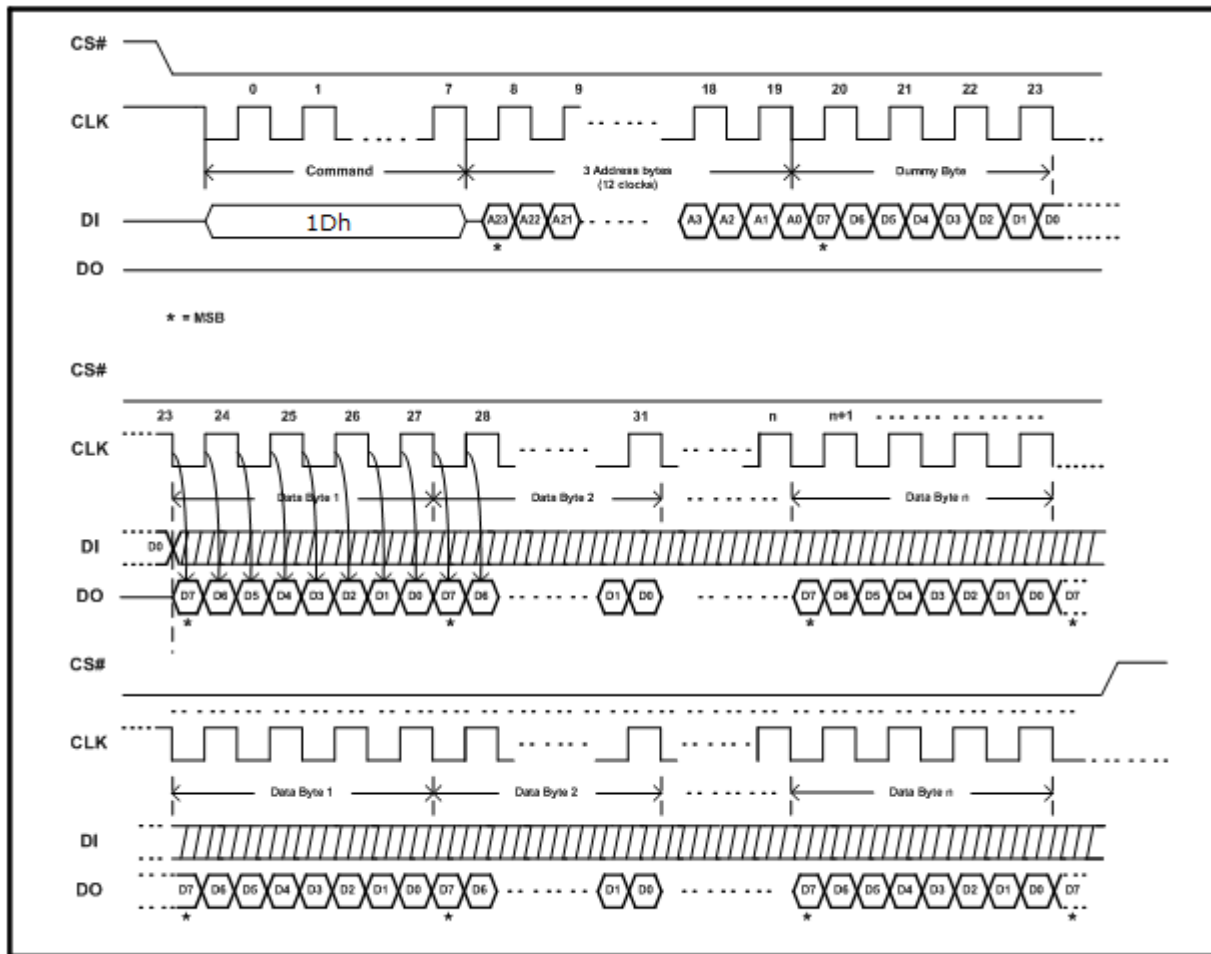 CS#
0 1 7 8 9 18 19 20 21 22 23
CLK
Command 3 Address bytes (12 clocks) Dummy Byte
DI 1Dh A23 A22 A21 A3 A2 A1 A0 D7 D6 D5 D4 D3 D2 D1 D0
* *
DO
* = MSB
CS#
23 24 25 26 27 28 31 n n+1
CLK
Data Byte 1 Data Byte 2 Data Byte n
DI D0
DO D7 D6 D5 D4 D3 D2 D1 D0 D7 D6 D1 D0 D7 D6 D5 D4 D3 D2 D1 D0 D7
* * * *
CS#
CLK
Data Byte 1 Data Byte 2 Data Byte n
DI
DO D7 D6 D5 D4 D3 D2 D1 D0 D7 D6 D1 D0 D7 D6 D5 D4 D3 D2 D1 D0 D7
* * * *